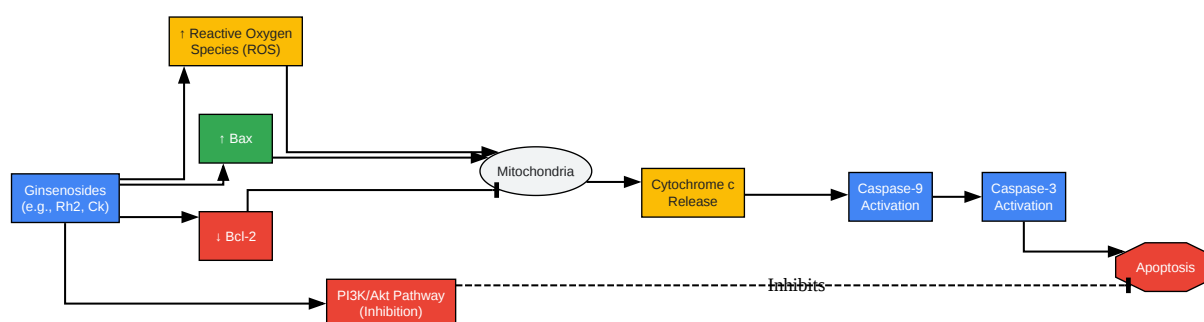 ↑ Reactive Oxygen
Species (ROS)
↑ Bax
Mitochondria
Ginsenosides
(e.g., Rh2, Ck)
Cytochrome c
Release
Caspase-9
Activation
Caspase-3
Activation
↓ Bcl-2
Apoptosis
Inhibits
PI3K/Akt Pathway
(Inhibition)